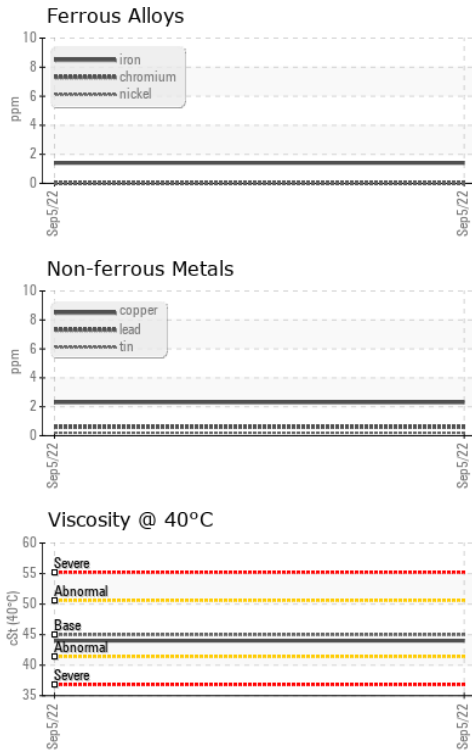 Ferrous Alloys
10
8
6
4
2
0
ppm
iron
chromium
nickel
Sep5/22
Sep5/22
Non-ferrous Metals
10
8
6
4
2
0
ppm
copper
lead
tin
Sep5/22
Sep5/22
Viscosity @ 40°C
60
55
50
45
40
35
cSt (40°C)
Severe
Abnormal
Base
Abnormal
Severe
Sep5/22
Sep5/22